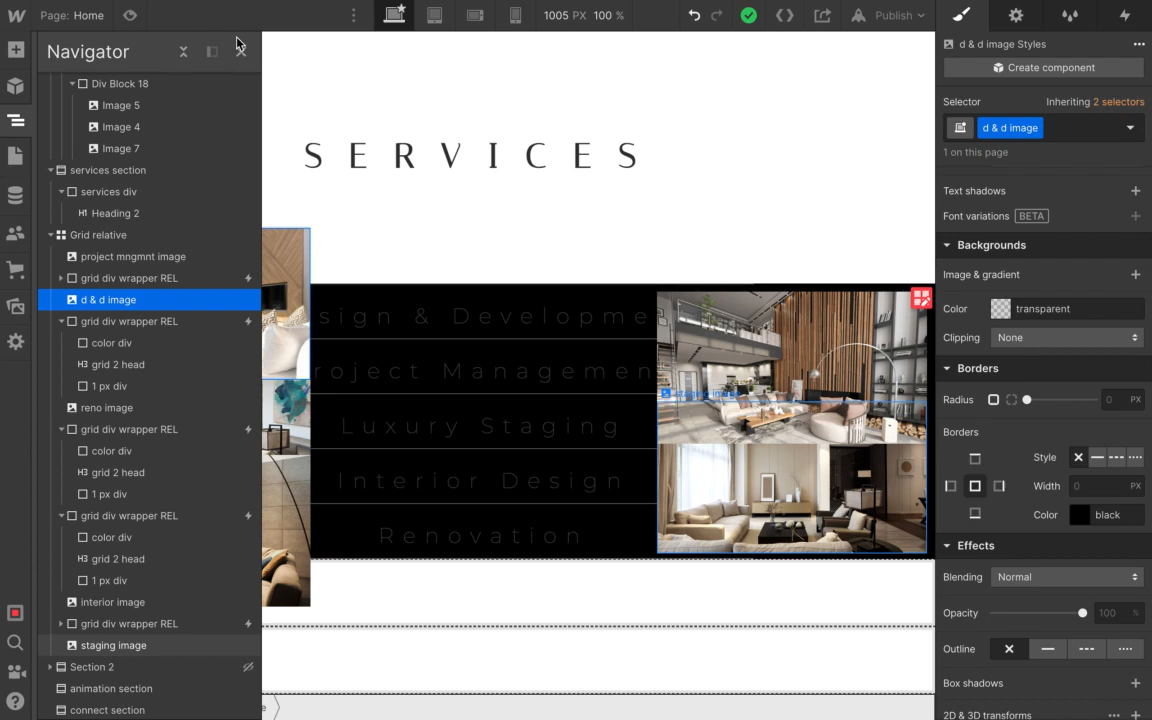 Page: Home
1005 PX 100 %
Publish
Navigator
Div Block 18
Image 5
Image 4
Image 7
services section
services div
H1 Heading 2
Grid relative
project mngmnt image
grid div wrapper REL
d & d image
grid div wrapper REL
color div
H3 grid 2 head
1 px div
reno image
grid div wrapper REL
color div
H3 grid 2 head
1 px div
grid div wrapper REL
color div
H3 grid 2 head
1 px div
interior image
grid div wrapper REL
staging image
Section 2
animation section
connect section
SERVICES
sign & Developme
roject Managemen
Luxury Staging
Interior Design
Renovation
d & d image Styles
Create component
Selector
Inheriting 2 selectors
d & d image
1 on this page
Text shadows
Font variations BETA
Backgrounds
Image & gradient
Color transparent
Clipping None
Borders
Radius 0 PX
Borders
Style
Width 0 PX
Color black
Effects
Blending Normal
Opacity 100 %
Outline
Box shadows
2D & 3D transforms